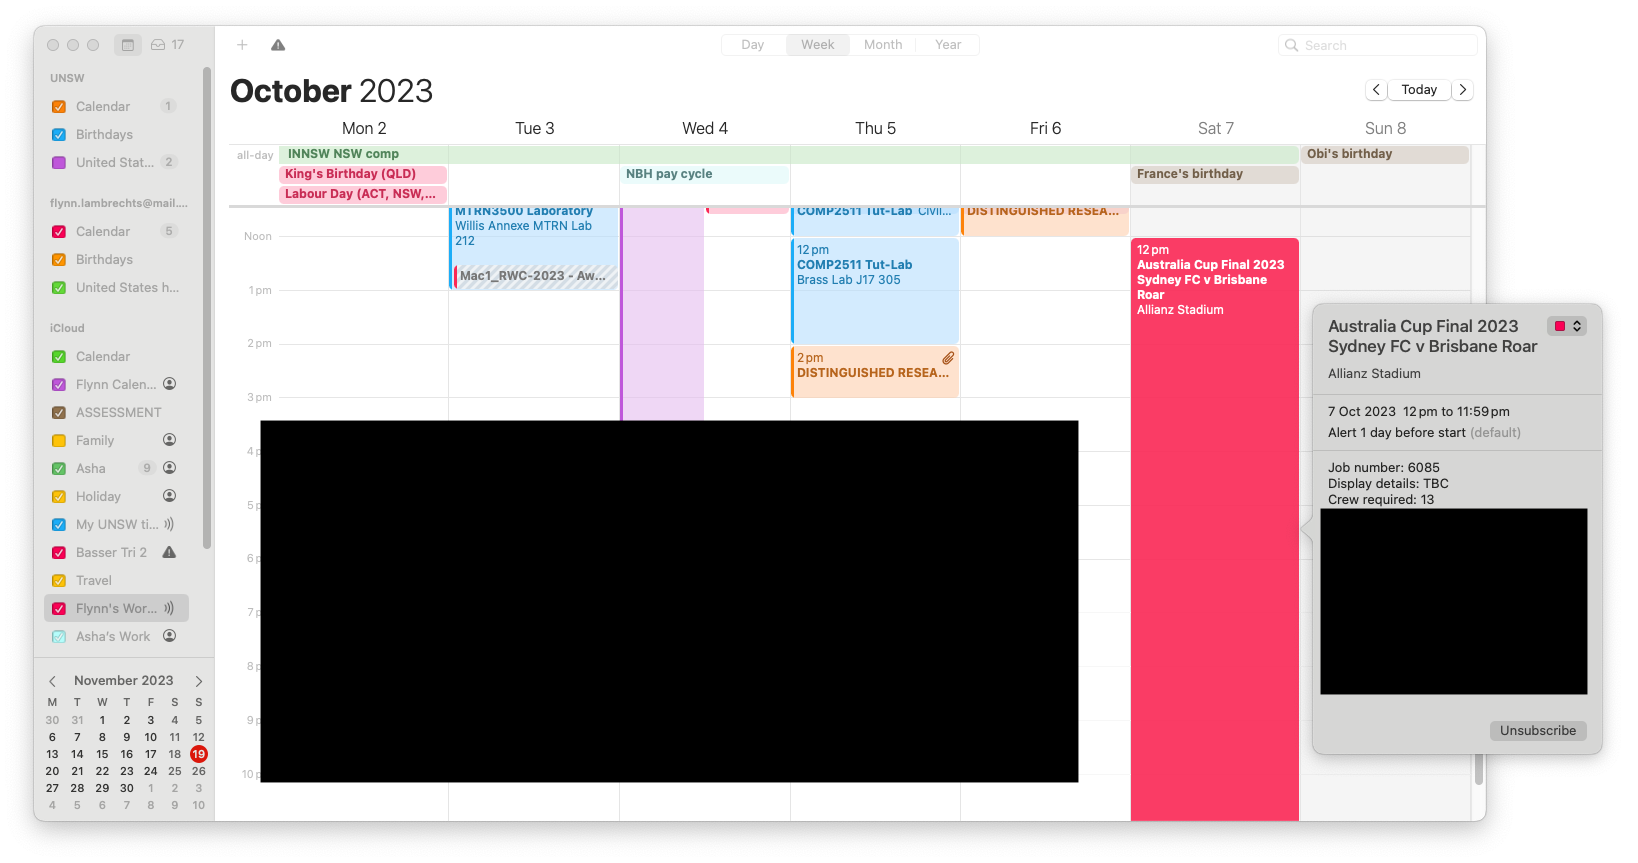 17
Day Week Month Year
Search
UNSW
Calendar 1
Birthdays
United Stat... 2
flynn.lambrechts@mail....
Calendar 5
Birthdays
United States h...
iCloud
Calendar
Flynn Calen...
ASSESSMENT
Family
Asha 9
Holiday
My UNSW ti...
Basser Tri 2
Travel
Flynn's Wor...
Asha's Work
November 2023
M T W T F S S
30 31 1 2 3 4 5
6 7 8 9 10 11 12
13 14 15 16 17 18 19
20 21 22 23 24 25 26
27 28 29 30 1 2 3
4 5 6 7 8 9 10
October 2023
Today
Mon 2 Tue 3 Wed 4 Thu 5 Fri 6 Sat 7 Sun 8
all-day
INNSW NSW comp
Obi's birthday
King's Birthday (QLD)
NBH pay cycle
France's birthday
Labour Day (ACT, NSW,...
Noon
1 pm
2 pm
3 pm
4 p
5 p
6 p
7 p
8 p
9 p
10 p
MTRN3500 Laboratory
Willis Annexe MTRN Lab
212
Mac1_RWC-2023 - Aw...
COMP2511 Tut-Lab Civil...
12 pm
COMP2511 Tut-Lab
Brass Lab J17 305
2 pm
DISTINGUISHED RESEA...
DISTINGUISHED RESEA...
12 pm
Australia Cup Final 2023
Sydney FC v Brisbane
Roar
Allianz Stadium
Australia Cup Final 2023
Sydney FC v Brisbane Roar
Allianz Stadium
7 Oct 2023 12 pm to 11:59 pm
Alert 1 day before start (default)
Job number: 6085
Display details: TBC
Crew required: 13
Unsubscribe